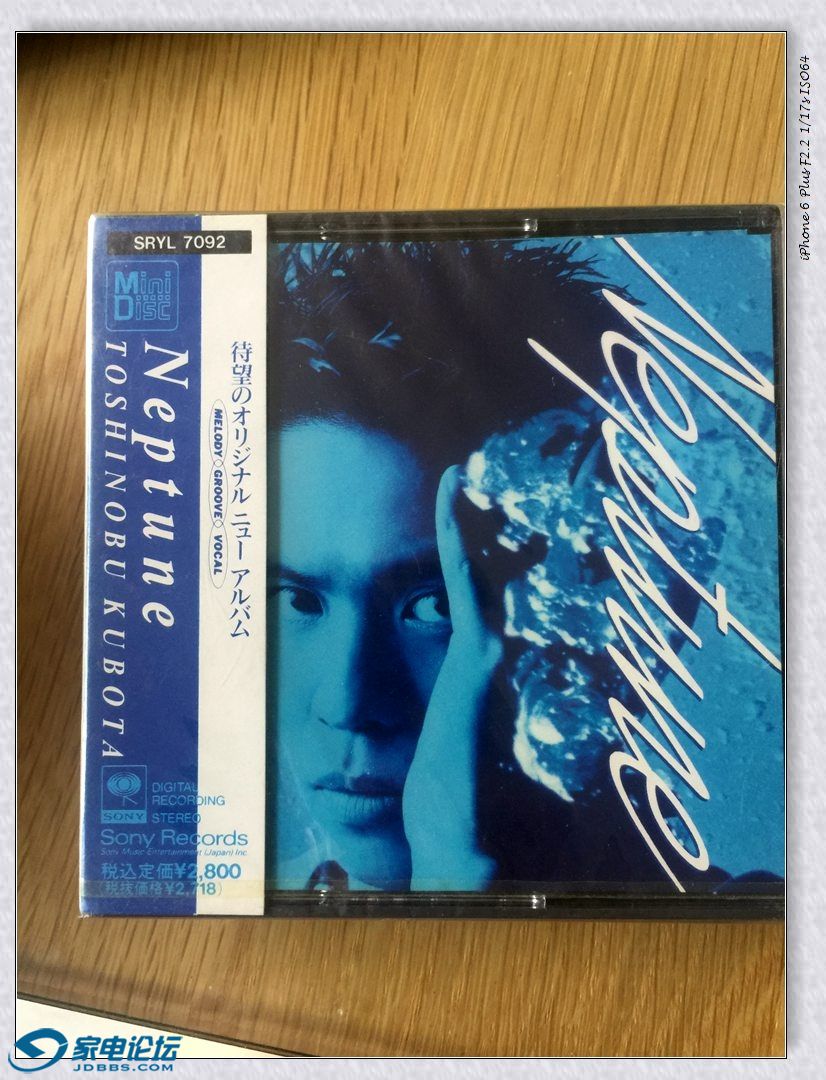 iPhone 6 Plus F2.2 1/17s ISO64
SRYL 7092
Mini
Disc
Neptune
TOSHINOBU KUBOTA
待望のオリジナル ニュー アルバム
MELODY GROOVE VOCAL
Neptune
SONY
DIGITAL
RECORDING
STEREO
Sony Records
Sony Music Entertainment (Japan) Inc.
税込定価¥2,800
(税抜価格¥2,718)
家电论坛
JDBBS.COM